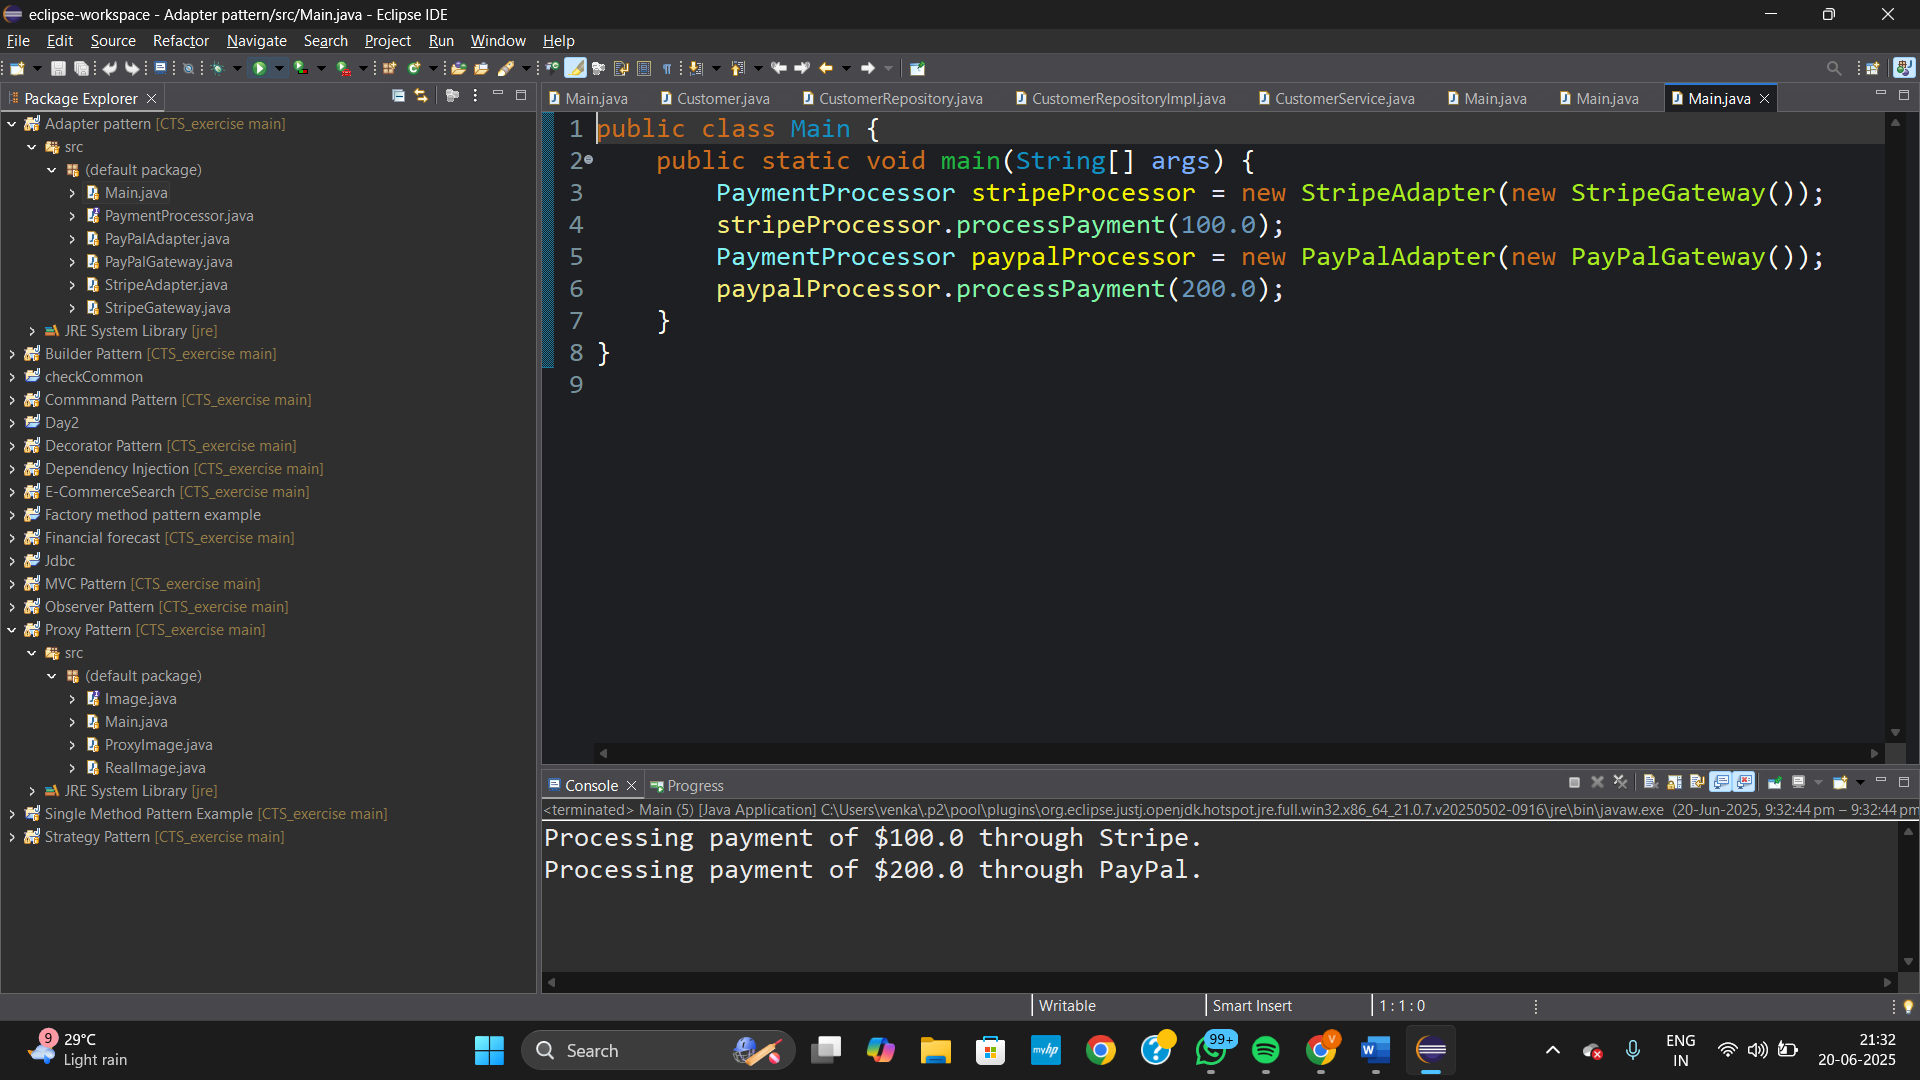 eclipse-workspace - Adapter pattern/src/Main.java - Eclipse IDE
File Edit Source Refactor Navigate Search Project Run Window Help
Package Explorer
Adapter pattern [CTS_exercise main]
src
(default package)
Main.java
PaymentProcessor.java
PayPalAdapter.java
PayPalGateway.java
StripeAdapter.java
StripeGateway.java
JRE System Library [jre]
Builder Pattern [CTS_exercise main]
checkCommon
Commmand Pattern [CTS_exercise main]
Day2
Decorator Pattern [CTS_exercise main]
Dependency Injection [CTS_exercise main]
E-CommerceSearch [CTS_exercise main]
Factory method pattern example
Financial forecast [CTS_exercise main]
Jdbc
MVC Pattern [CTS_exercise main]
Observer Pattern [CTS_exercise main]
Proxy Pattern [CTS_exercise main]
src
(default package)
Image.java
Main.java
ProxyImage.java
RealImage.java
JRE System Library [jre]
Single Method Pattern Example [CTS_exercise main]
Strategy Pattern [CTS_exercise main]
Main.java Customer.java CustomerRepository.java CustomerRepositoryImpl.java CustomerService.java Main.java Main.java Main.java
1 public class Main {
2 public static void main(String[] args) {
3 PaymentProcessor stripeProcessor = new StripeAdapter(new StripeGateway());
4 stripeProcessor.processPayment(100.0);
5 PaymentProcessor paypalProcessor = new PayPalAdapter(new PayPalGateway());
6 paypalProcessor.processPayment(200.0);
7 }
8 }
9
Console Progress
<terminated> Main (5) [Java Application] C:\Users\venka\.p2\pool\plugins\org.eclipse.justj.openjdk.hotspot.jre.full.win32.x86_64_21.0.7.v20250502-0916\jre\bin\javaw.exe (20-Jun-2025, 9:32:44 pm – 9:32:44 pm
Processing payment of $100.0 through Stripe.
Processing payment of $200.0 through PayPal.
Writable Smart Insert 1 : 1 : 0
9 29°C
Light rain
Search
myhp
99+
V
ENG
IN
21:32
20-06-2025